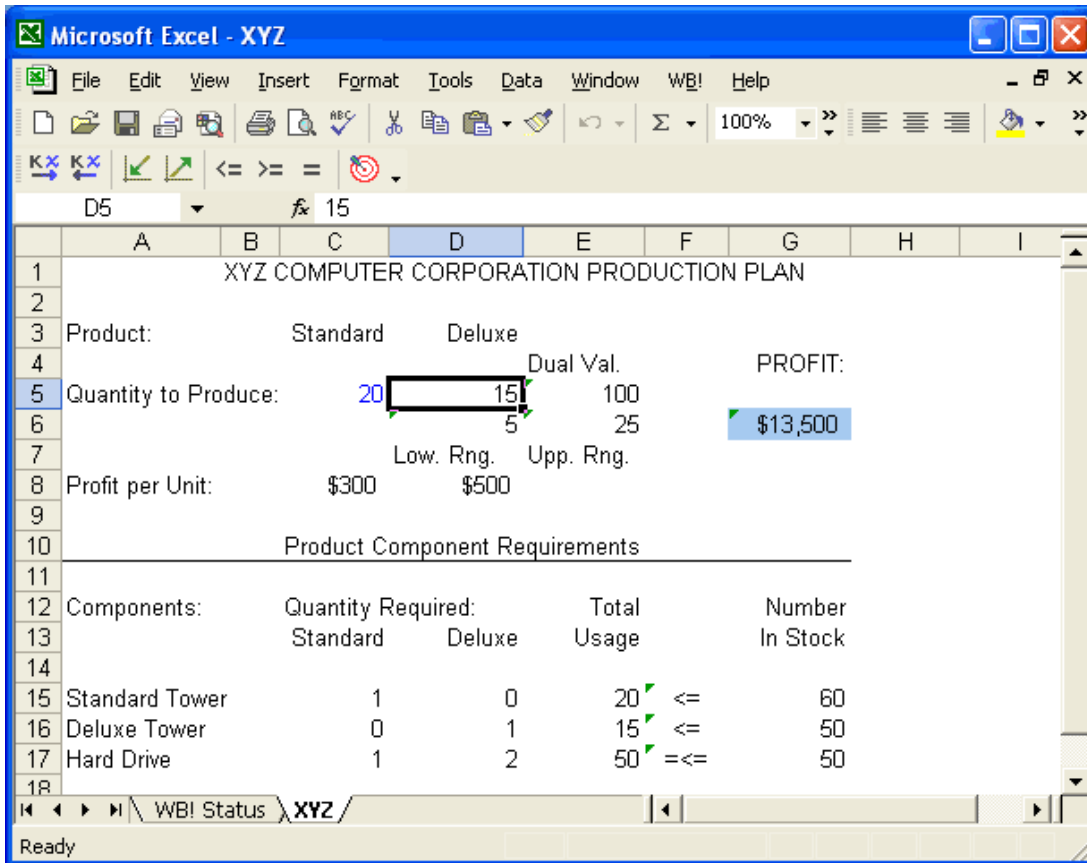 Microsoft Excel - XYZ
File Edit View Insert Format Tools Data Window WB! Help
ABC Σ 100%
<= >= =
D5 fx 15
A B C D E F G H I
1 XYZ COMPUTER CORPORATION PRODUCTION PLAN
2
3 Product: Standard Deluxe
4 Dual Val. PROFIT:
5 Quantity to Produce: 20 15 100
6 5 25 $13,500
7 Low. Rng. Upp. Rng.
8 Profit per Unit: $300 $500
9
10 Product Component Requirements
11
12 Components: Quantity Required: Total Number
13 Standard Deluxe Usage In Stock
14
15 Standard Tower 1 0 20 <= 60
16 Deluxe Tower 0 1 15 <= 50
17 Hard Drive 1 2 50 =<= 50
18
WB! Status XYZ
Ready